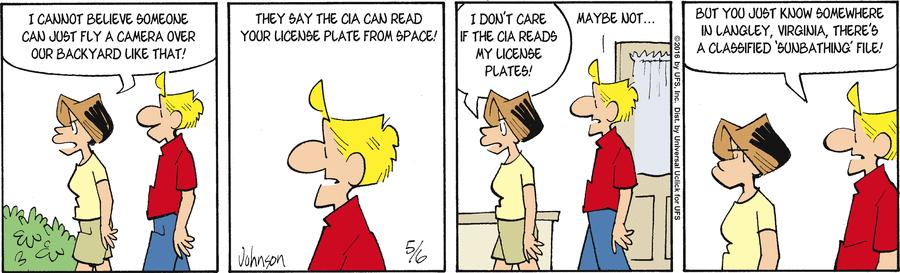 I CANNOT BELIEVE SOMEONE
CAN JUST FLY A CAMERA OVER
OUR BACKYARD LIKE THAT!
THEY SAY THE CIA CAN READ
YOUR LICENSE PLATE FROM SPACE!
Johnson
5/6
I DON'T CARE
IF THE CIA READS
MY LICENSE
PLATES!
MAYBE NOT...
©2016 by UFS, Inc. Dist. by Universal Uclick for UFS
BUT YOU JUST KNOW SOMEWHERE
IN LANGLEY, VIRGINIA, THERE'S
A CLASSIFIED 'SUNBATHING' FILE!